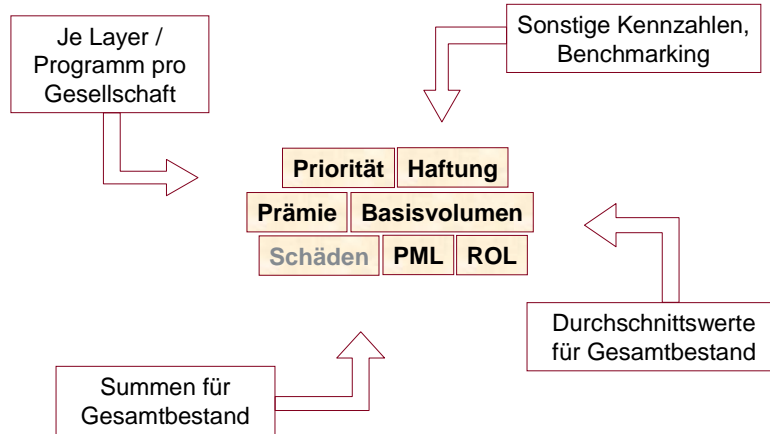 Je Layer /
Programm pro
Gesellschaft
Sonstige Kennzahlen,
Benchmarking
Priorität Haftung
Prämie Basisvolumen
Schäden PML ROL
Durchschnittswerte
für Gesamtbestand
Summen für
Gesamtbestand